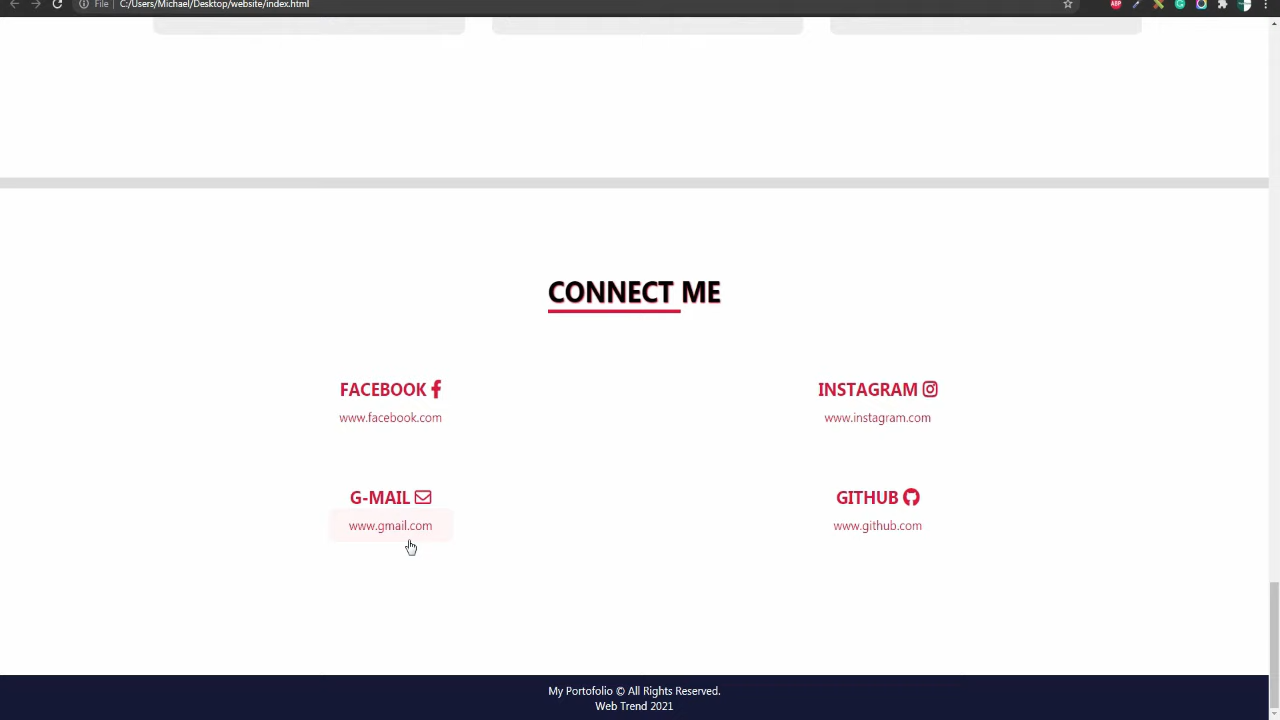 File C:/Users/Michael/Desktop/website/index.html
ABP
CONNECT ME
FACEBOOK
www.facebook.com
INSTAGRAM
www.instagram.com
G-MAIL
www.gmail.com
GITHUB
www.github.com
My Portofolio © All Rights Reserved.
Web Trend 2021